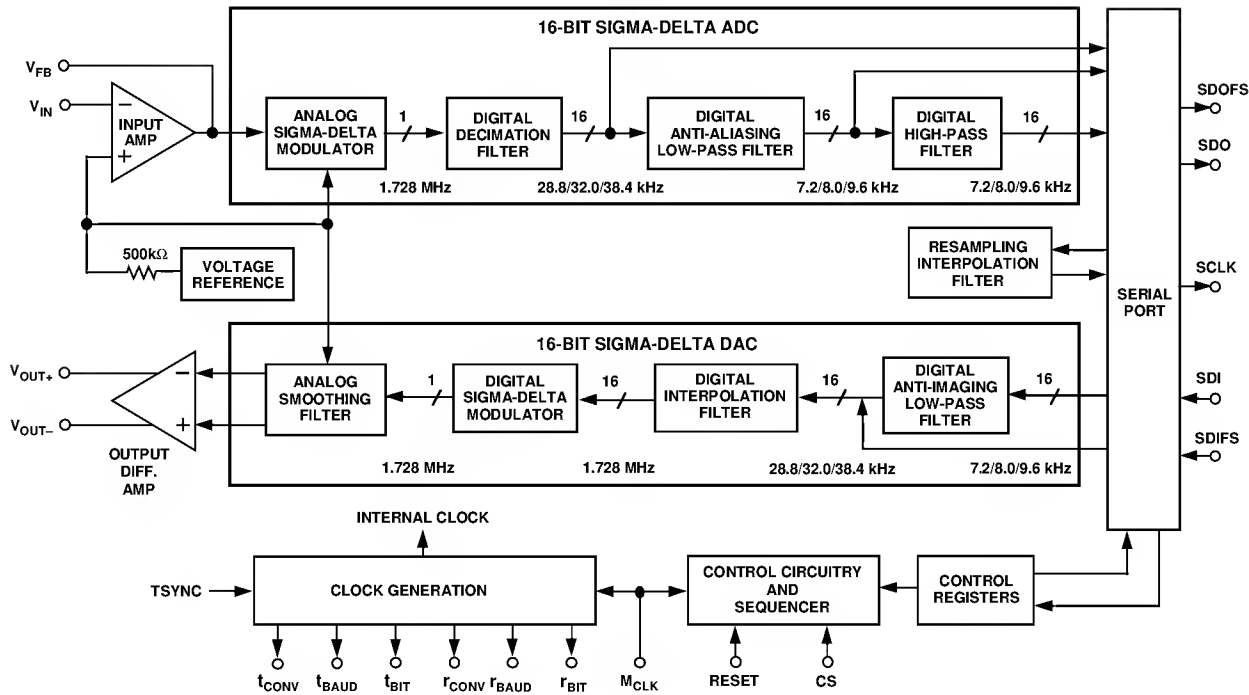 16-BIT SIGMA-DELTA ADC
V_FB
V_IN
−
INPUT
AMP
+
ANALOG
SIGMA-DELTA
MODULATOR
1
DIGITAL
DECIMATION
FILTER
16
DIGITAL
ANTI-ALIASING
LOW-PASS FILTER
16
DIGITAL
HIGH-PASS
FILTER
16
1.728 MHz
28.8/32.0/38.4 kHz
7.2/8.0/9.6 kHz
7.2/8.0/9.6 kHz
500kΩ
VOLTAGE
REFERENCE
RESAMPLING
INTERPOLATION
FILTER
SERIAL
PORT
SDOFS
SDO
SCLK
SDI
SDIFS
16-BIT SIGMA-DELTA DAC
V_OUT+
V_OUT−
−
+
OUTPUT
DIFF.
AMP
ANALOG
SMOOTHING
FILTER
1
DIGITAL
SIGMA-DELTA
MODULATOR
16
DIGITAL
INTERPOLATION
FILTER
16
DIGITAL
ANTI-IMAGING
LOW-PASS
FILTER
16
1.728 MHz
1.728 MHz
28.8/32.0/38.4 kHz
7.2/8.0/9.6 kHz
INTERNAL CLOCK
TSYNC
CLOCK GENERATION
CONTROL CIRCUITRY
AND
SEQUENCER
CONTROL
REGISTERS
t_CONV
t_BAUD
t_BIT
r_CONV
r_BAUD
r_BIT
M_CLK
RESET
CS